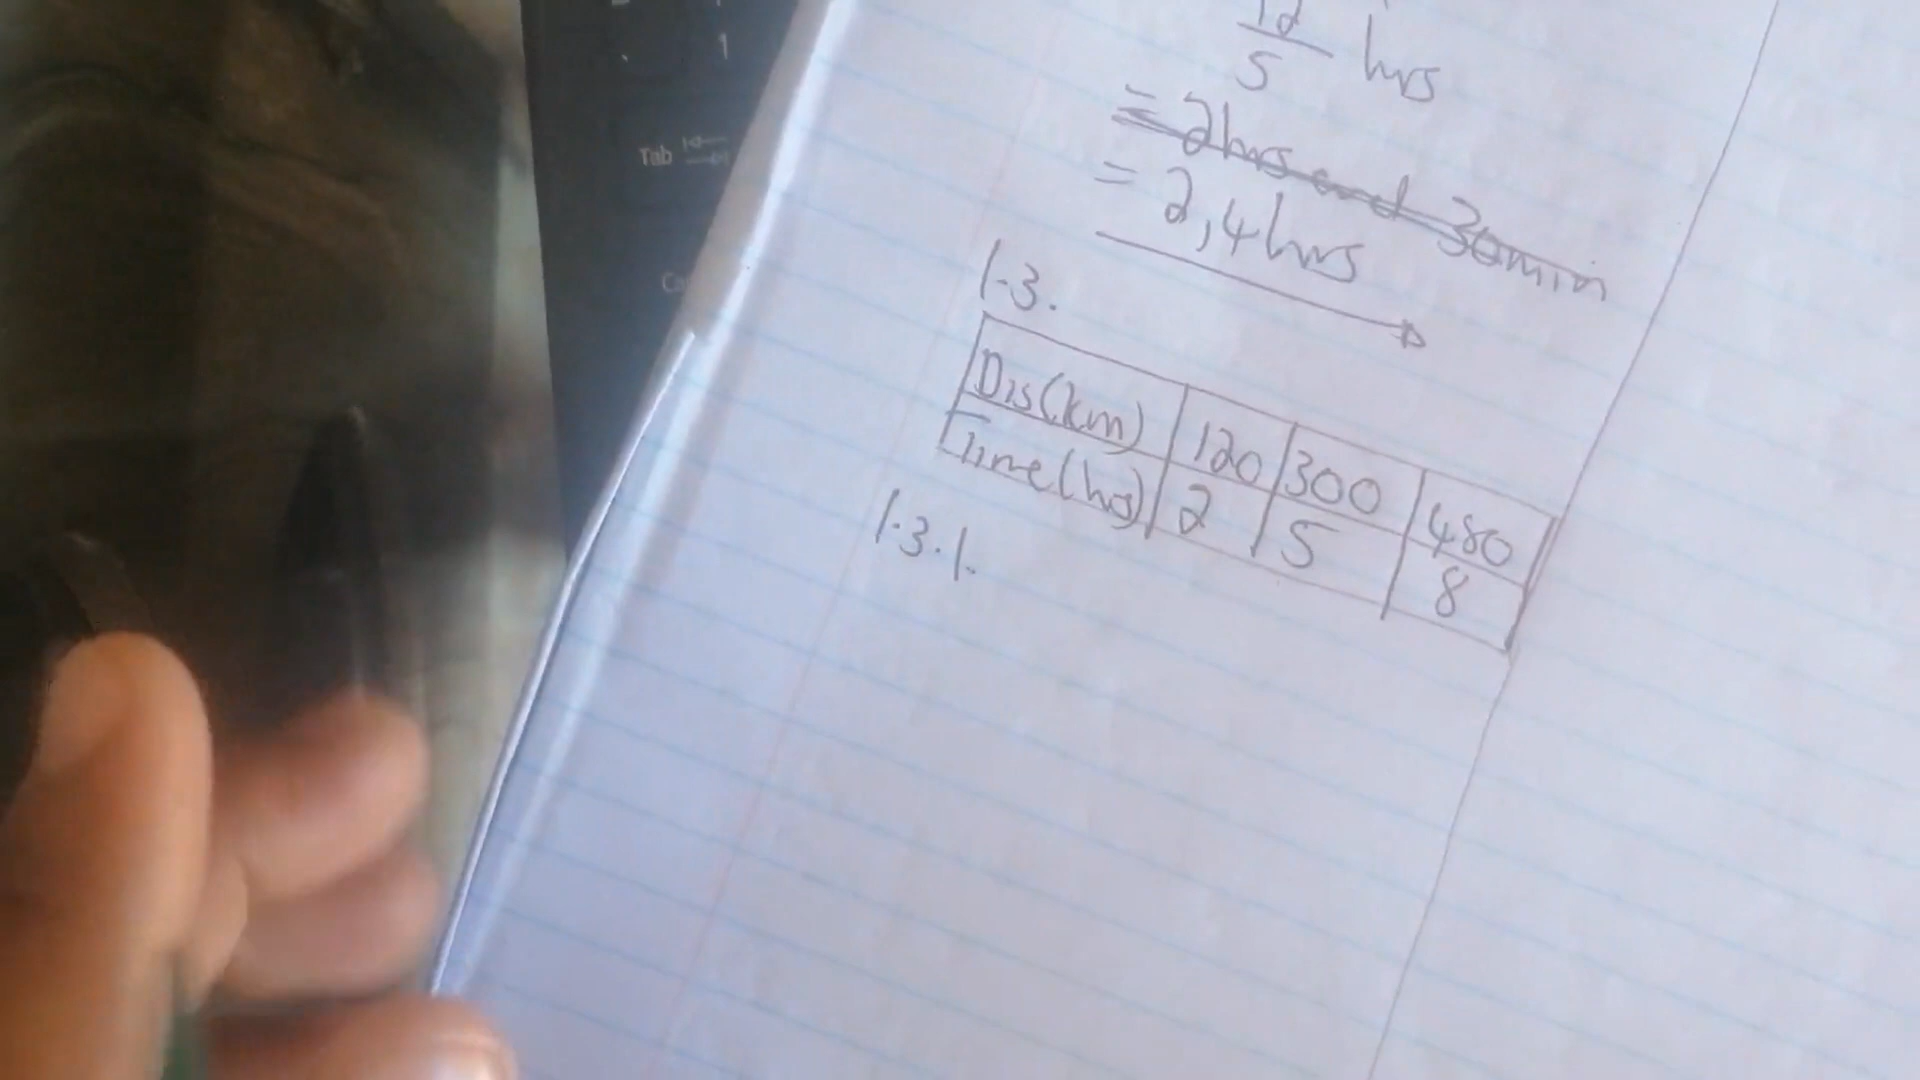 1
Tab
12
5 hrs
= 2hrs and 30min
= 2,4hrs
1.3.
Dis(km) 120 300 480
Time(hrs) 2 5 8
1.3.1.